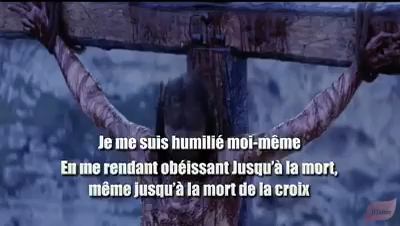 Je me suis humilié moi-même
En me rendant obéissant Jusqu'à la mort,
même jusqu'à la mort de la croix